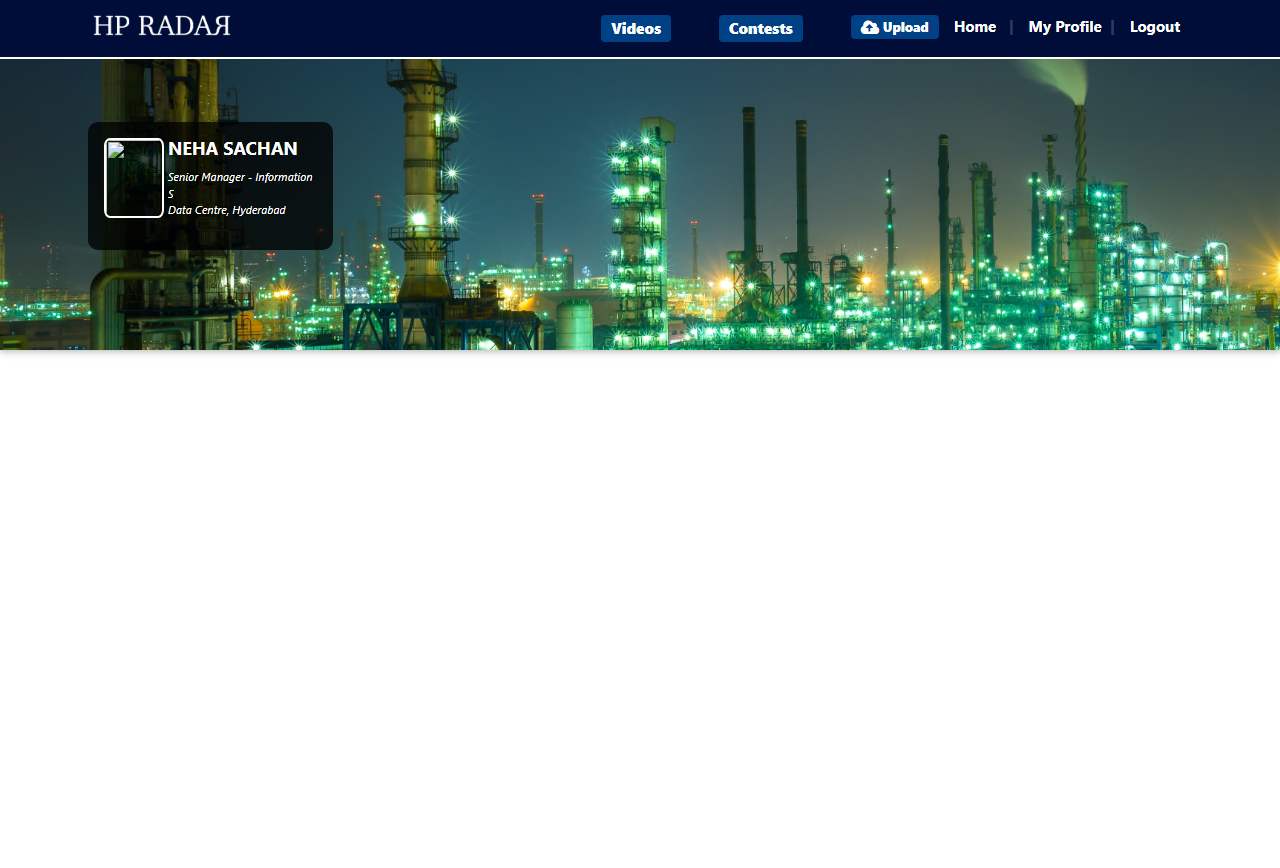 HP RADAЯ
Videos
Contests
Upload
Home
|
My Profile
|
Logout
NEHA SACHAN
Senior Manager - Information
S
Data Centre, Hyderabad